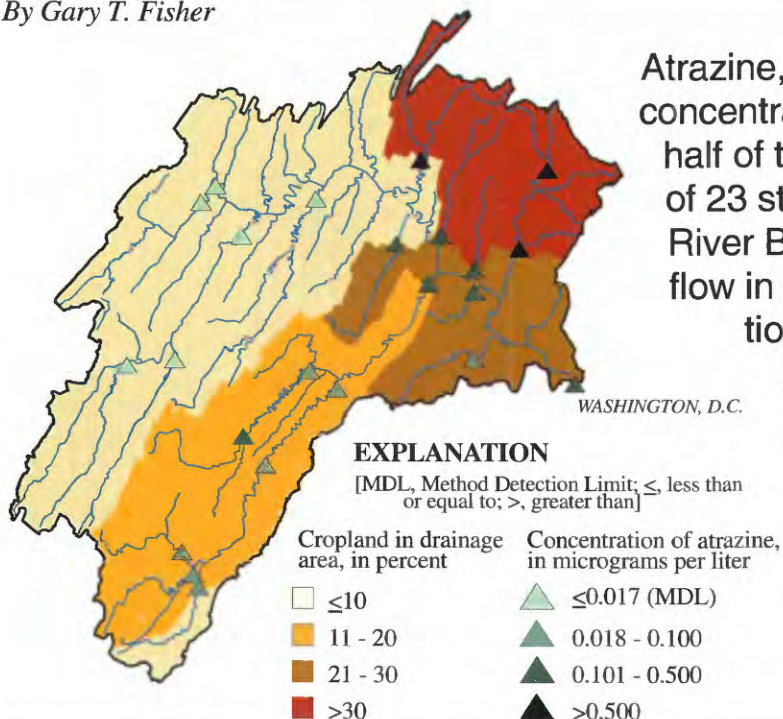 By Gary T. Fisher
Atrazine,
concentra
half of t
of 23 st
River B
flow in
tio
WASHINGTON, D.C.
EXPLANATION
[MDL, Method Detection Limit; ≤, less than
or equal to; >, greater than]
Cropland in drainage
area, in percent
≤10
11 - 20
21 - 30
>30
Concentration of atrazine,
in micrograms per liter
≤0.017 (MDL)
0.018 - 0.100
0.101 - 0.500
>0.500